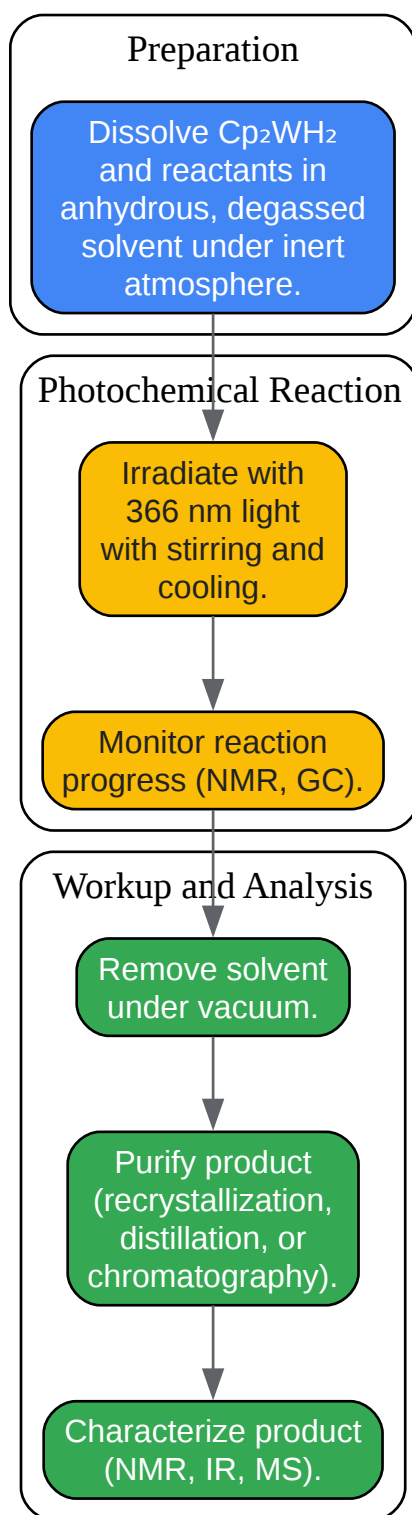 Preparation
Dissolve Cp₂WH₂
and reactants in
anhydrous, degassed
solvent under inert
atmosphere.
Photochemical Reaction
Irradiate with
366 nm light
with stirring and
cooling.
Monitor reaction
progress (NMR, GC).
Workup and Analysis
Remove solvent
under vacuum.
Purify product
(recrystallization,
distillation, or
chromatography).
Characterize product
(NMR, IR, MS).